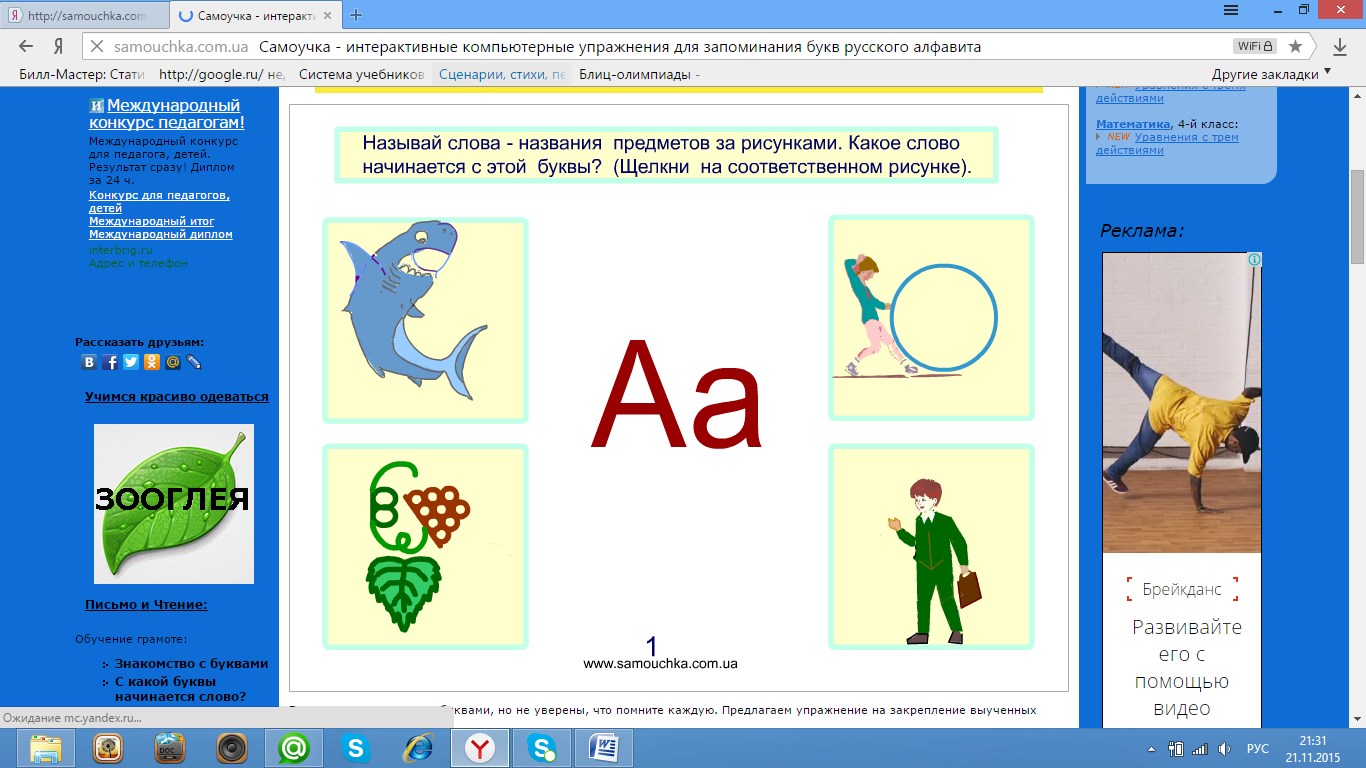 http://samouchka.com
Самоучка - интеракти
samouchka.com.ua Самоучка - интерактивные компьютерные упражнения для запоминания букв русского алфавита
WiFi
Билл-Мастер: Стати http://google.ru/ не, Система учебников Сценарии, стихи, пе Блиц-олимпиады - Другие закладки
Международный
конкурс педагогам!
Международный конкурс
для педагога, детей.
Результат сразу! Диплом
за 24 ч.
Конкурс для педагогов,
детей
Международный итог
Международный диплом
interbrig.ru
Адрес и телефон
Рассказать друзьям:
Учимся красиво одеваться
ЗООГЛЕЯ
Письмо и Чтение:
Обучение грамоте:
Знакомство с буквами
С какой буквы
начинается слово?
Называй слова - названия предметов за рисунками. Какое слово
начинается с этой буквы? (Щелкни на соответственном рисунке).
Аа
1
www.samouchka.com.ua
буквами, но не уверены, что помните каждую. Предлагаем упражнение на закрепление выученных
Уравнения с тремя
действиями
Математика, 4-й класс:
NEW Уравнения с трем
действиями
Реклама:
Брейкданс
Развивайте
его с
помощью
видео
Ожидание mc.yandex.ru...
DOC
РУС
21:31
21.11.2015